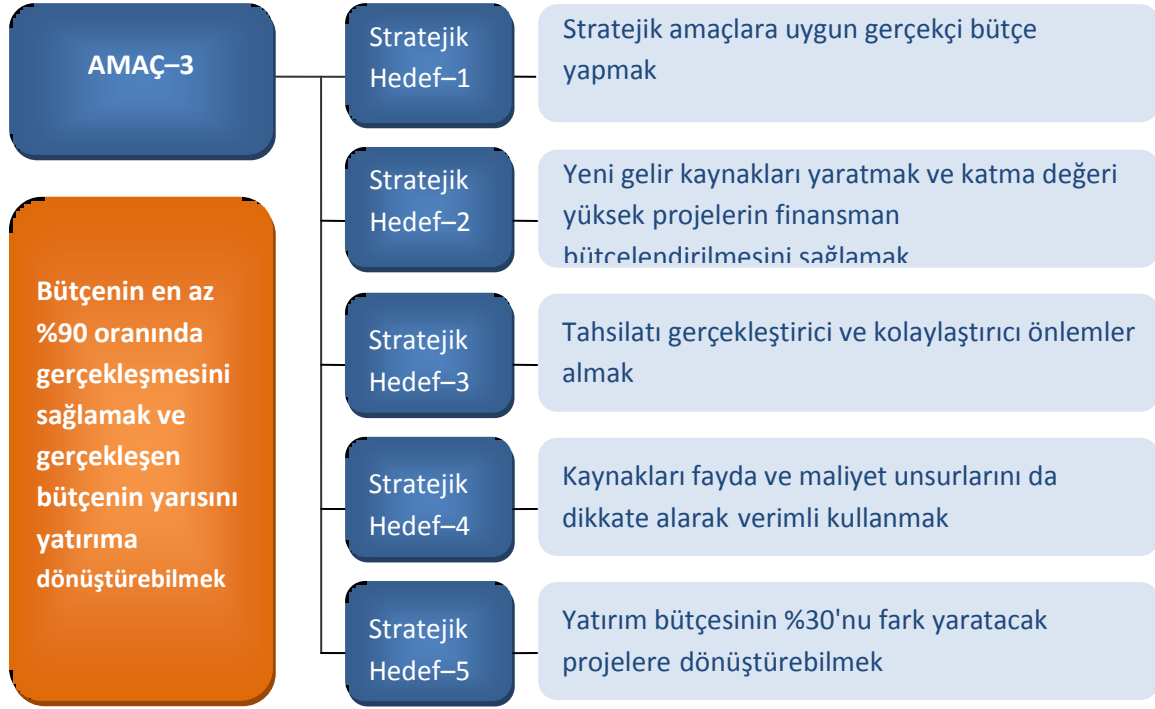 AMAÇ–3
Bütçenin en az
%90 oranında
gerçekleşmesini
sağlamak ve
gerçekleşen
bütçenin yarısını
yatırıma
dönüştürebilmek
Stratejik
Hedef–1
Stratejik amaçlara uygun gerçekçi bütçe
yapmak
Stratejik
Hedef–2
Yeni gelir kaynakları yaratmak ve katma değeri
yüksek projelerin finansman
bütçelendirilmesini sağlamak
Stratejik
Hedef–3
Tahsilatı gerçekleştirici ve kolaylaştırıcı önlemler
almak
Stratejik
Hedef–4
Kaynakları fayda ve maliyet unsurlarını da
dikkate alarak verimli kullanmak
Stratejik
Hedef–5
Yatırım bütçesinin %30'nu fark yaratacak
projelere dönüştürebilmek